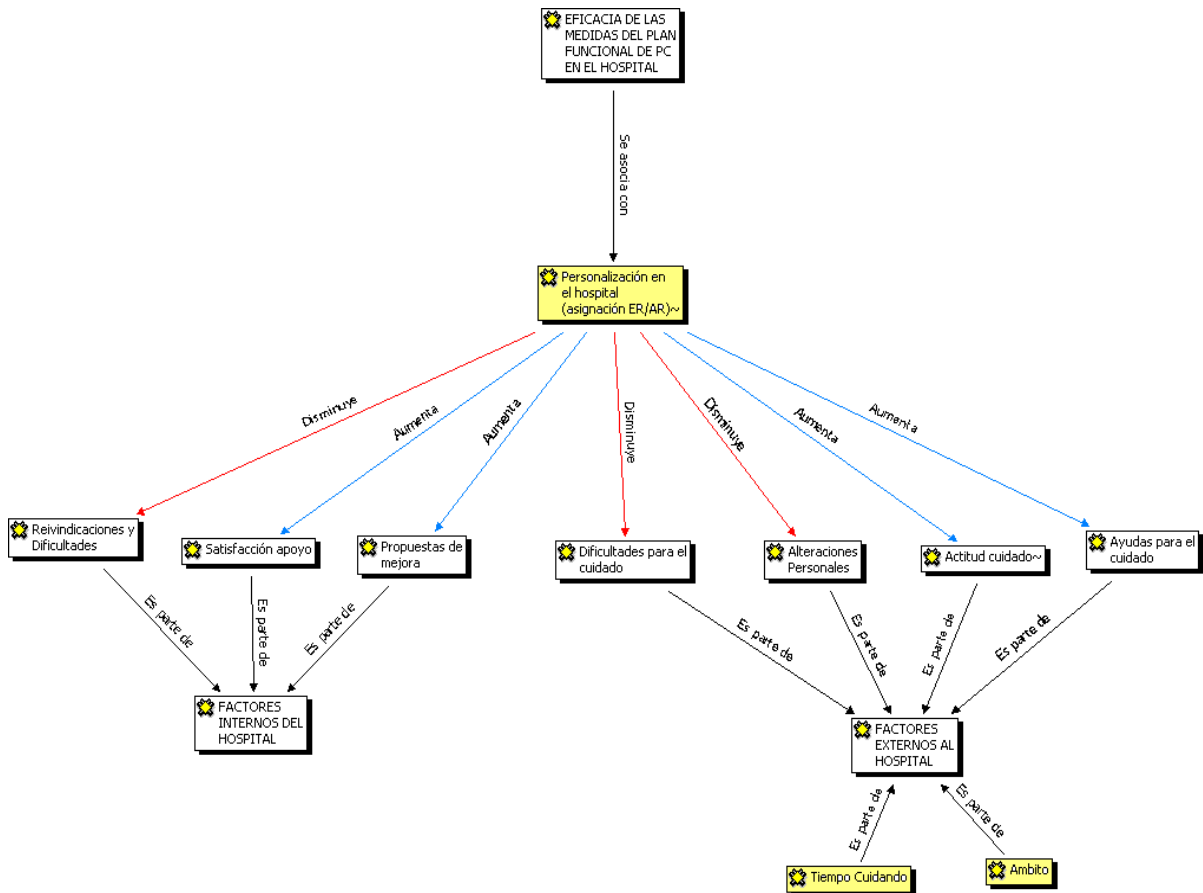 EFICACIA DE LAS
MEDIDAS DEL PLAN
FUNCIONAL DE PC
EN EL HOSPITAL
Se asocia con
Personalización en
el hospital
(asignación ER/AR)~
Disminuye
Aumenta
Aumenta
Disminuye
Disminuye
Aumenta
Aumenta
Reivindicaciones y
Dificultades
Satisfacción apoyo
Propuestas de
mejora
Dificultades para el
cuidado
Alteraciones
Personales
Actitud cuidado~
Ayudas para el
cuidado
Es parte de
Es parte de
Es parte de
Es parte de
Es parte de
Es parte de
Es parte de
FACTORES
INTERNOS DEL
HOSPITAL
FACTORES
EXTERNOS AL
HOSPITAL
Es parte de
Es parte de
Tiempo Cuidando
Ambito